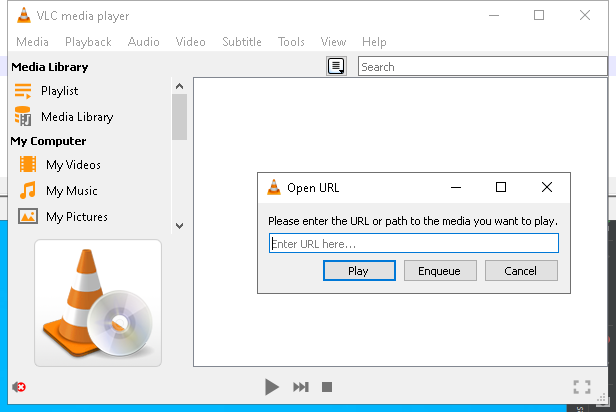 VLC media player
Media Playback Audio Video Subtitle Tools View Help
Media Library
Search
Playlist
Media Library
My Computer
My Videos
My Music
My Pictures
Open URL
Please enter the URL or path to the media you want to play.
Enter URL here...
Play Enqueue Cancel